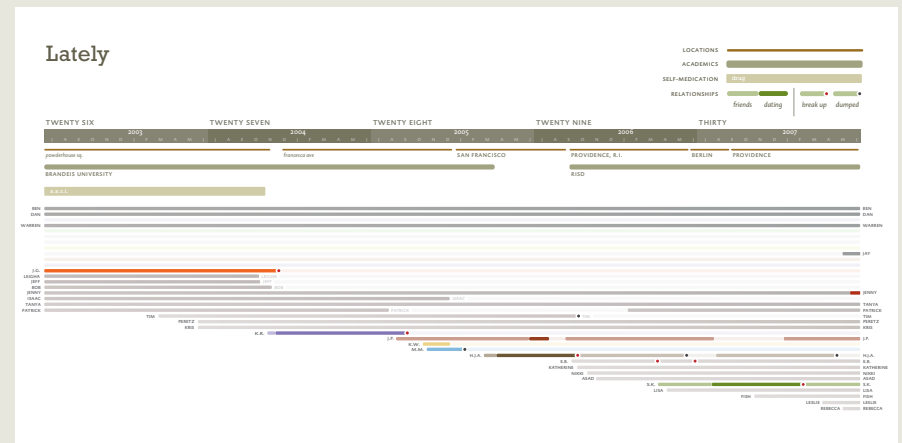 Lately
LOCATIONS
ACADEMICS
SELF-MEDICATION
drug
RELATIONSHIPS
friends dating break up dumped
TWENTY SIX TWENTY SEVEN TWENTY EIGHT TWENTY NINE THIRTY
2003 2004 2005 2006 2007
powderhouse sq. francesca ave SAN FRANCISCO PROVIDENCE, R.I. BERLIN PROVIDENCE
BRANDEIS UNIVERSITY RISD
BEN BEN
DAN DAN
WARREN WARREN
JAY
J.G.
LEIGHA
JEFF
BOB
JENNY JENNY
ISAAC
TANYA TANYA
PATRICK PATRICK
TIM TIM
PERETZ PERETZ
KRIS KRIS
K.R.
J.F. J.F.
K.W.
M.M.
H.J.A. H.J.A.
S.B. S.B.
KATHERINE KATHERINE
NIKKI NIKKI
ASAD ASAD
S.K. S.K.
LISA LISA
FISH FISH
LESLIE LESLIE
REBECCA REBECCA